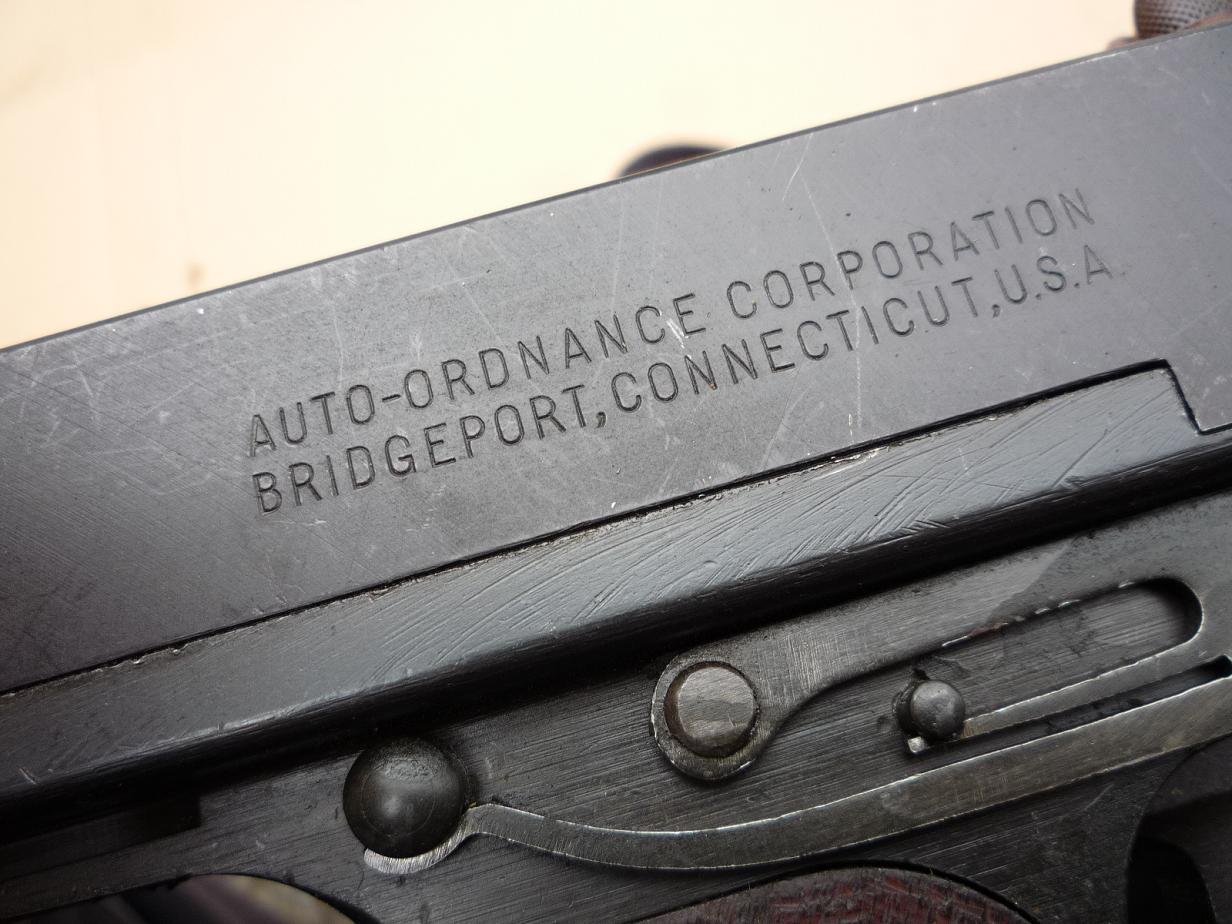 AUTO-ORDNANCE CORPORATION
BRIDGEPORT, CONNECTICUT, U.S.A